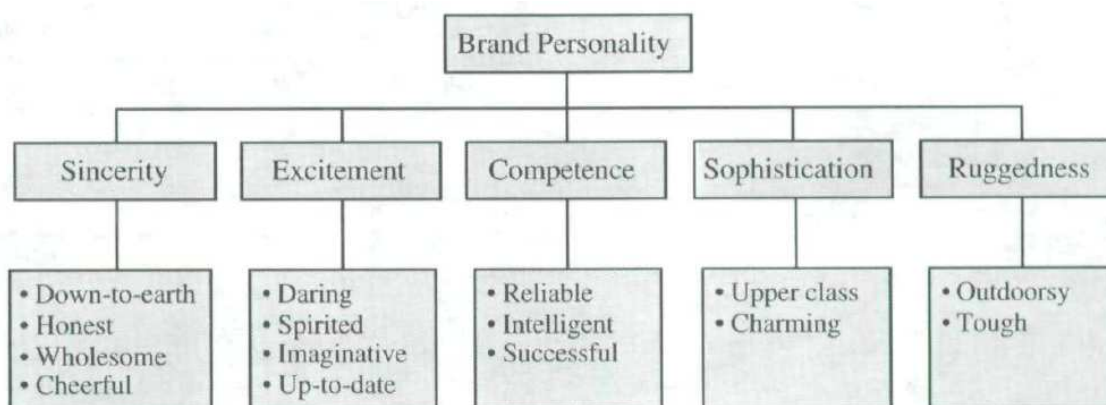 Brand Personality
Sincerity
Excitement
Competence
Sophistication
Ruggedness
• Down-to-earth
• Honest
• Wholesome
• Cheerful
• Daring
• Spirited
• Imaginative
• Up-to-date
• Reliable
• Intelligent
• Successful
• Upper class
• Charming
• Outdoorsy
• Tough